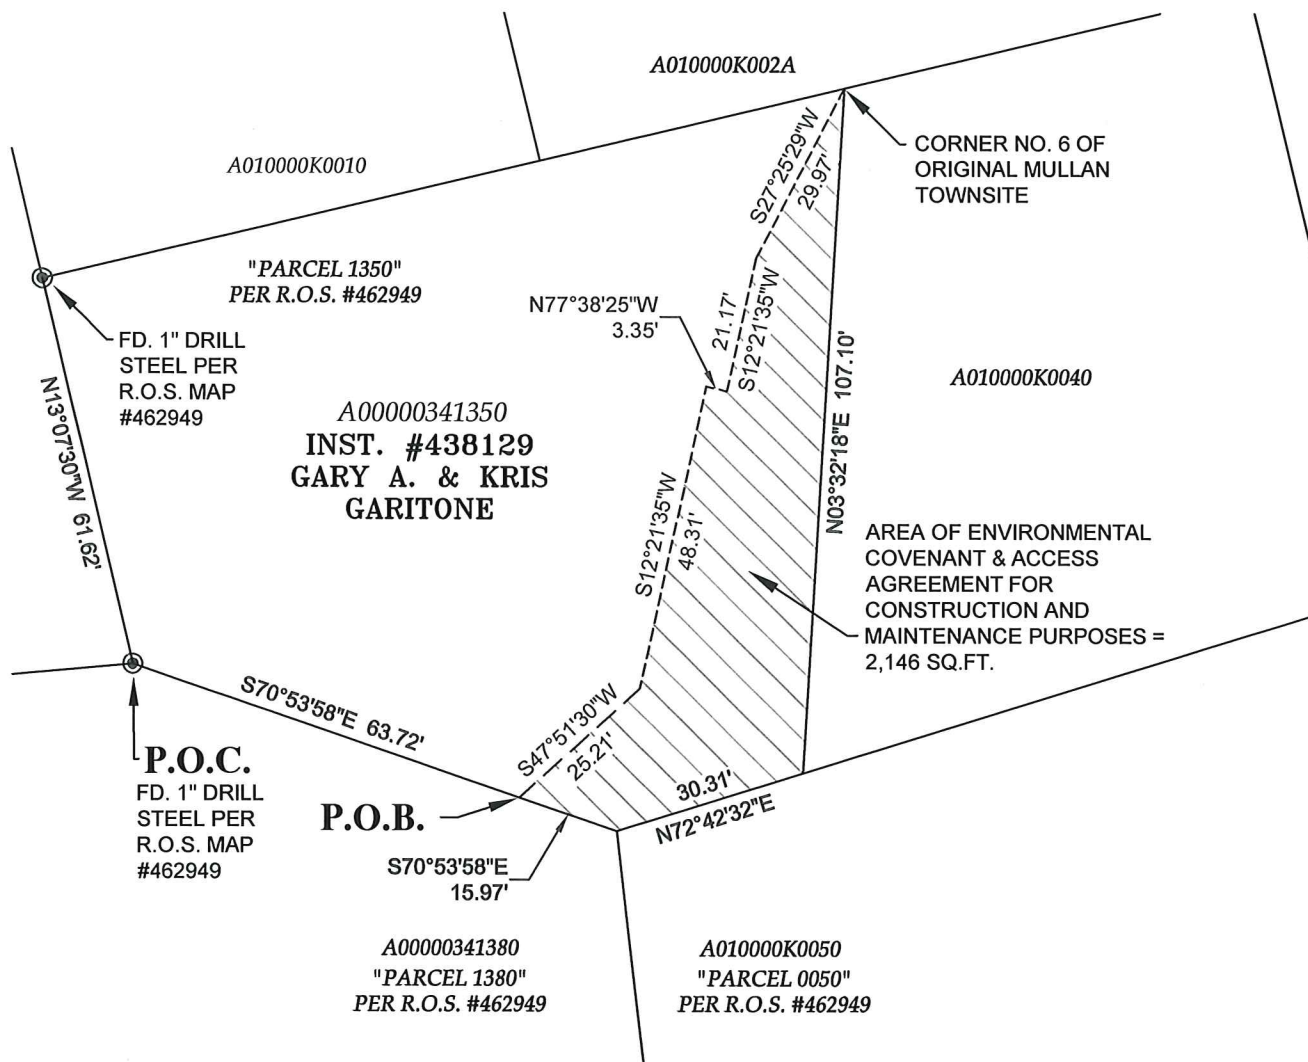 A010000K002A
A010000K0010
CORNER NO. 6 OF
ORIGINAL MULLAN
TOWNSITE
S27°25'29"W
29.97'
"PARCEL 1350"
PER R.O.S. #462949
N77°38'25"W
3.35'
21.17'
S12°21'35"W
FD. 1" DRILL
STEEL PER
R.O.S. MAP
#462949
N13°07'30"W 61.62'
A00000341350
INST. #438129
GARY A. & KRIS
GARITONE
N03°32'18"E 107.10'
A010000K0040
S12°21'35"W
48.31'
AREA OF ENVIRONMENTAL
COVENANT & ACCESS
AGREEMENT FOR
CONSTRUCTION AND
MAINTENANCE PURPOSES =
2,146 SQ.FT.
S70°53'58"E 63.72'
S47°51'30"W
25.21'
P.O.C.
FD. 1" DRILL
STEEL PER
R.O.S. MAP
#462949
P.O.B.
30.31'
N72°42'32"E
S70°53'58"E
15.97'
A00000341380
"PARCEL 1380"
PER R.O.S. #462949
A010000K0050
"PARCEL 0050"
PER R.O.S. #462949